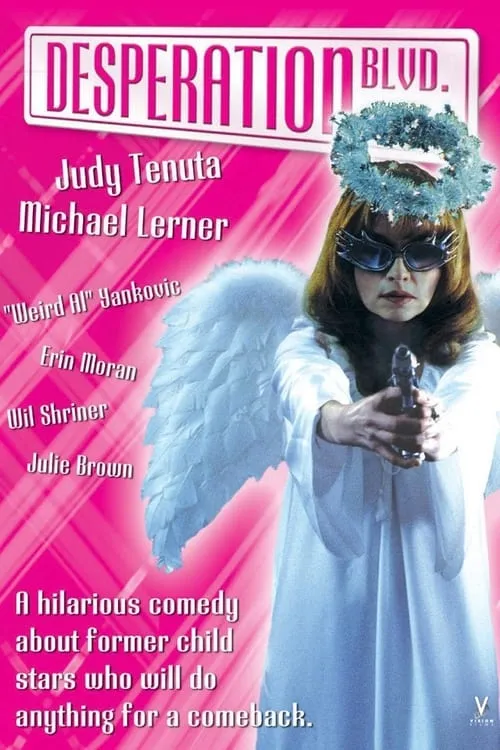 DESPERATION BLVD.
Judy Tenuta
Michael Lerner
"Weird Al" Yankovic
Erin Moran
Wil Shriner
Julie Brown
A hilarious comedy
about former child
stars who will do
anything for a comeback.
V
VISION